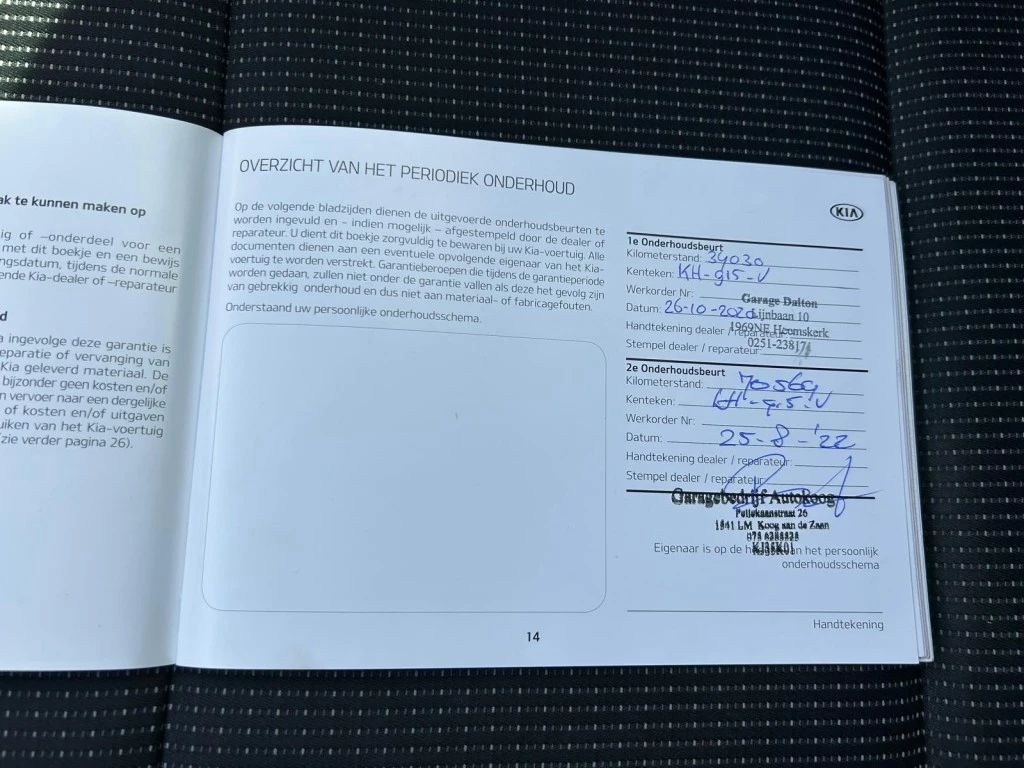 ak te kunnen maken op
ig of –onderdeel voor een
met dit boekje en een bewijs
ngsdatum, tijdens de normale
ende Kia-dealer of –reparateur
d
a ingevolge deze garantie is
eparatie of vervanging van
Kia geleverd materiaal. De
bijzonder geen kosten en/of
n vervoer naar een dergelijke
of kosten en/of uitgaven
uiken van het Kia-voertuig
(zie verder pagina 26).
OVERZICHT VAN HET PERIODIEK ONDERHOUD
Op de volgende bladzijden dienen de uitgevoerde onderhoudsbeurten te
worden ingevuld en – indien mogelijk – afgestempeld door de dealer of
reparateur. U dient dit boekje zorgvuldig te bewaren bij uw Kia-voertuig. Alle
documenten dienen aan een eventuele opvolgende eigenaar van het Kia-
voertuig te worden verstrekt. Garantieberoepen die tijdens de garantieperiode
worden gedaan, zullen niet onder de garantie vallen als deze het gevolg zijn
van gebrekkig onderhoud en dus niet aan materiaal- of fabricagefouten.
Onderstaand uw persoonlijke onderhoudsschema.
KIA
1e Onderhoudsbeurt
Kilometerstand: 34030
Kenteken: KH-915-V
Werkorder Nr:
Garage Dalton
Datum: 26-10-2020
Lijnbaan 10
Handtekening dealer / reparateur:
1969NE Heemskerk
Stempel dealer / reparateur:
0251-238174
2e Onderhoudsbeurt
Kilometerstand: 70569
Kenteken: KH-915-V
Werkorder Nr:
Datum: 25-8-'22
Handtekening dealer / reparateur:
Stempel dealer / reparateur:
Garagebedrijf AutoKoog
26
1541 LM Koog aan de Zaan
Eigenaar is op de van het persoonlijk
onderhoudsschema
Handtekening
14